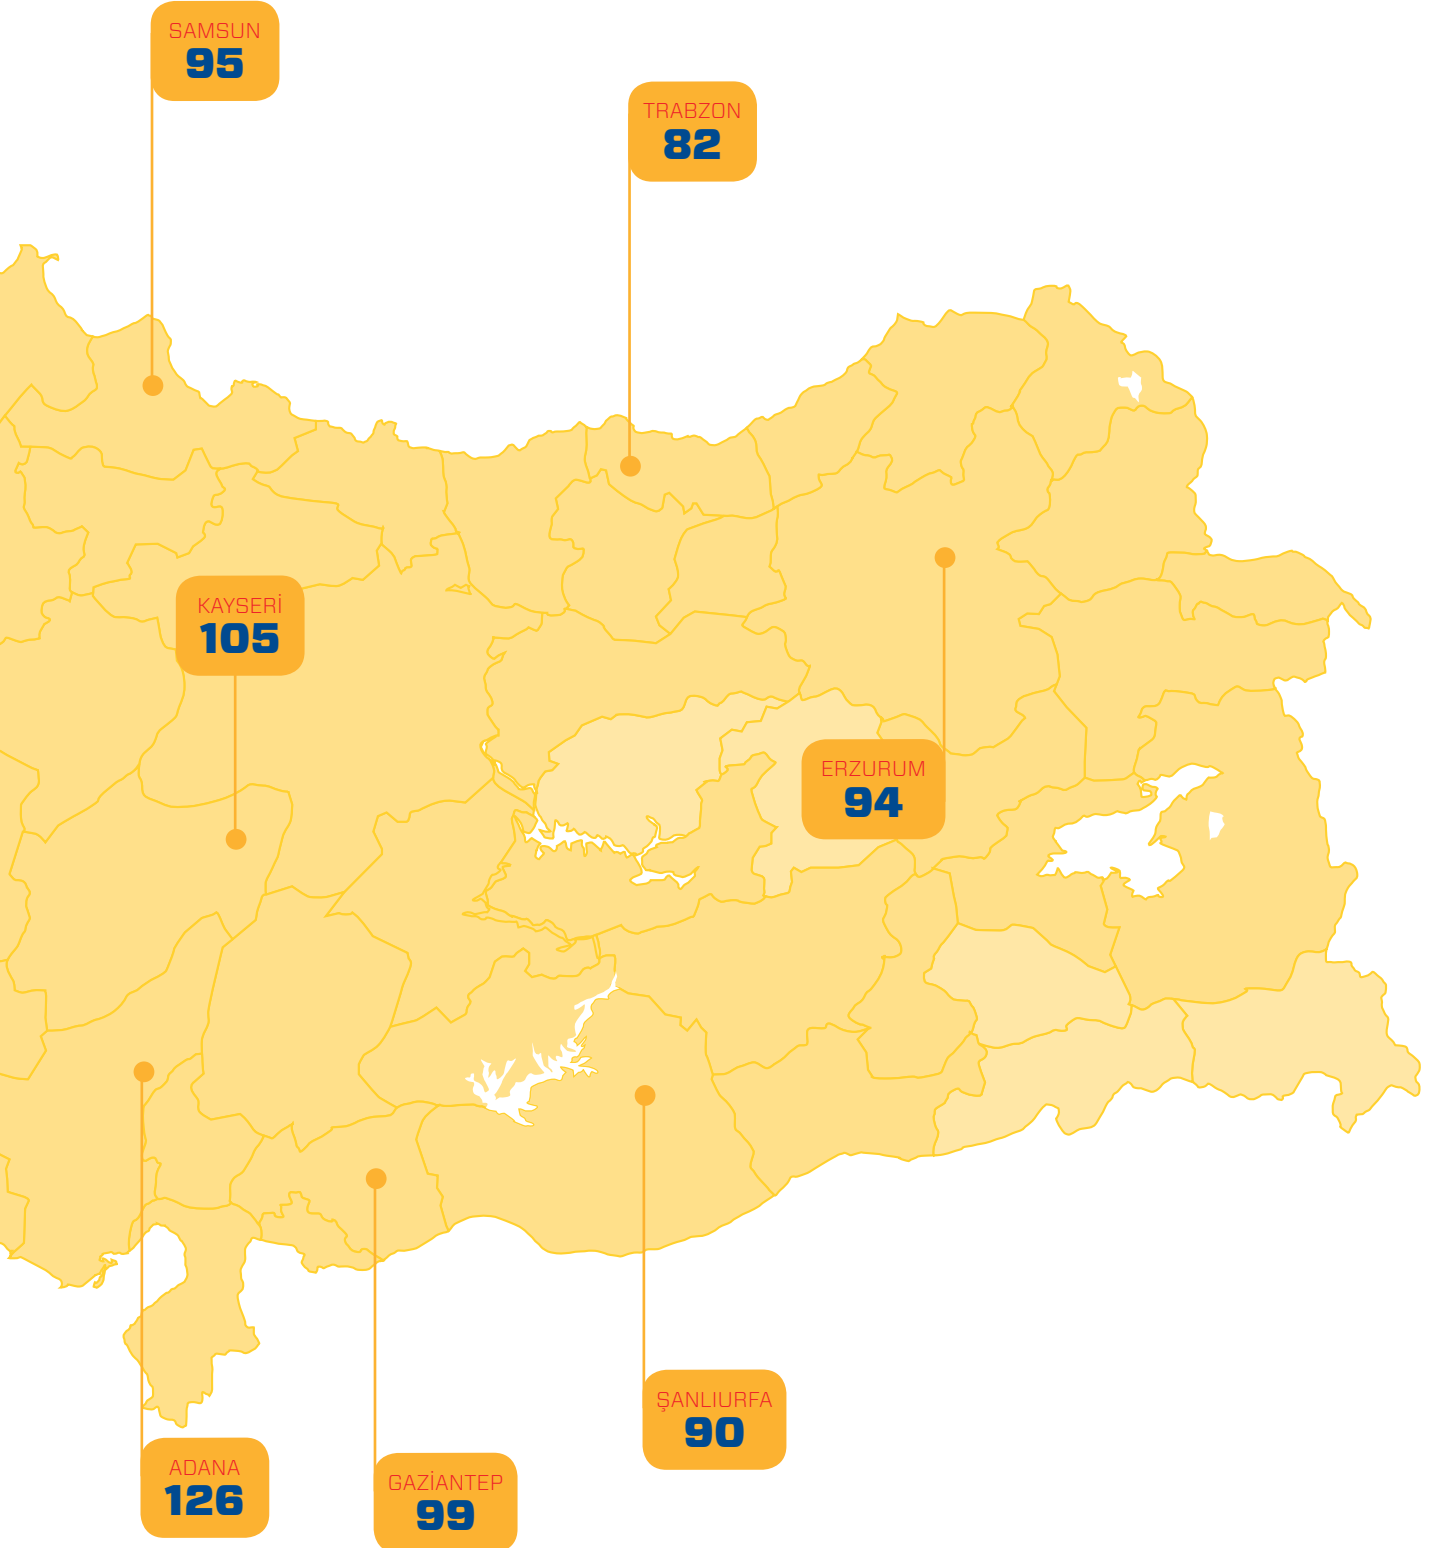 SAMSUN
95
TRABZON
82
KAYSERİ
105
ERZURUM
94
ŞANLIURFA
90
ADANA
126
GAZİANTEP
99